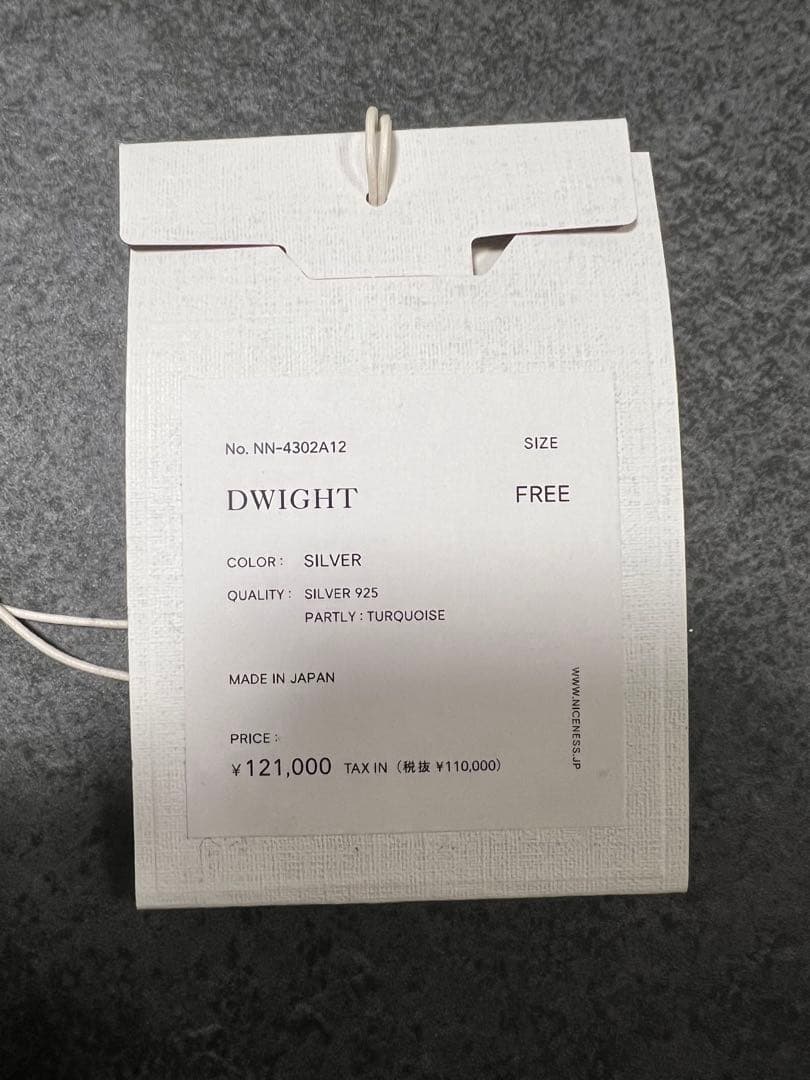 No. NN-4302A12
SIZE
DWIGHT
FREE
COLOR : SILVER
QUALITY : SILVER 925
PARTLY : TURQUOISE
MADE IN JAPAN
PRICE :
¥121,000 TAX IN (税抜 ¥110,000)
WWW.NICENESS.JP